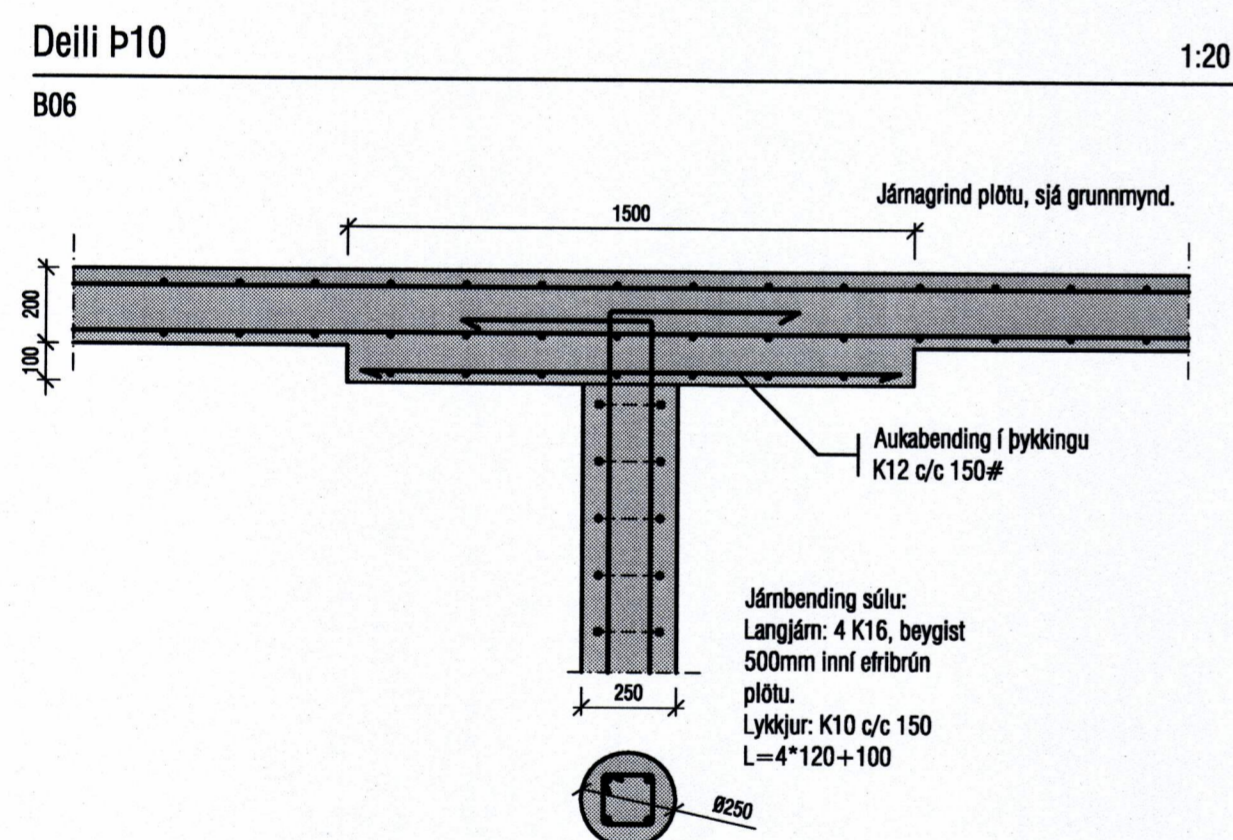 Deili Þ10
1:20
B06
Járnagrind plötu, sjá grunnmynd.
1500
200
100
Aukabending í þykkingu
K12 c/c 150#
Járnbending súlu:
Langjárn: 4 K16, beygist
500mm inní efribrún
plötu.
Lykkjur: K10 c/c 150
L=4*120+100
250
Ø250